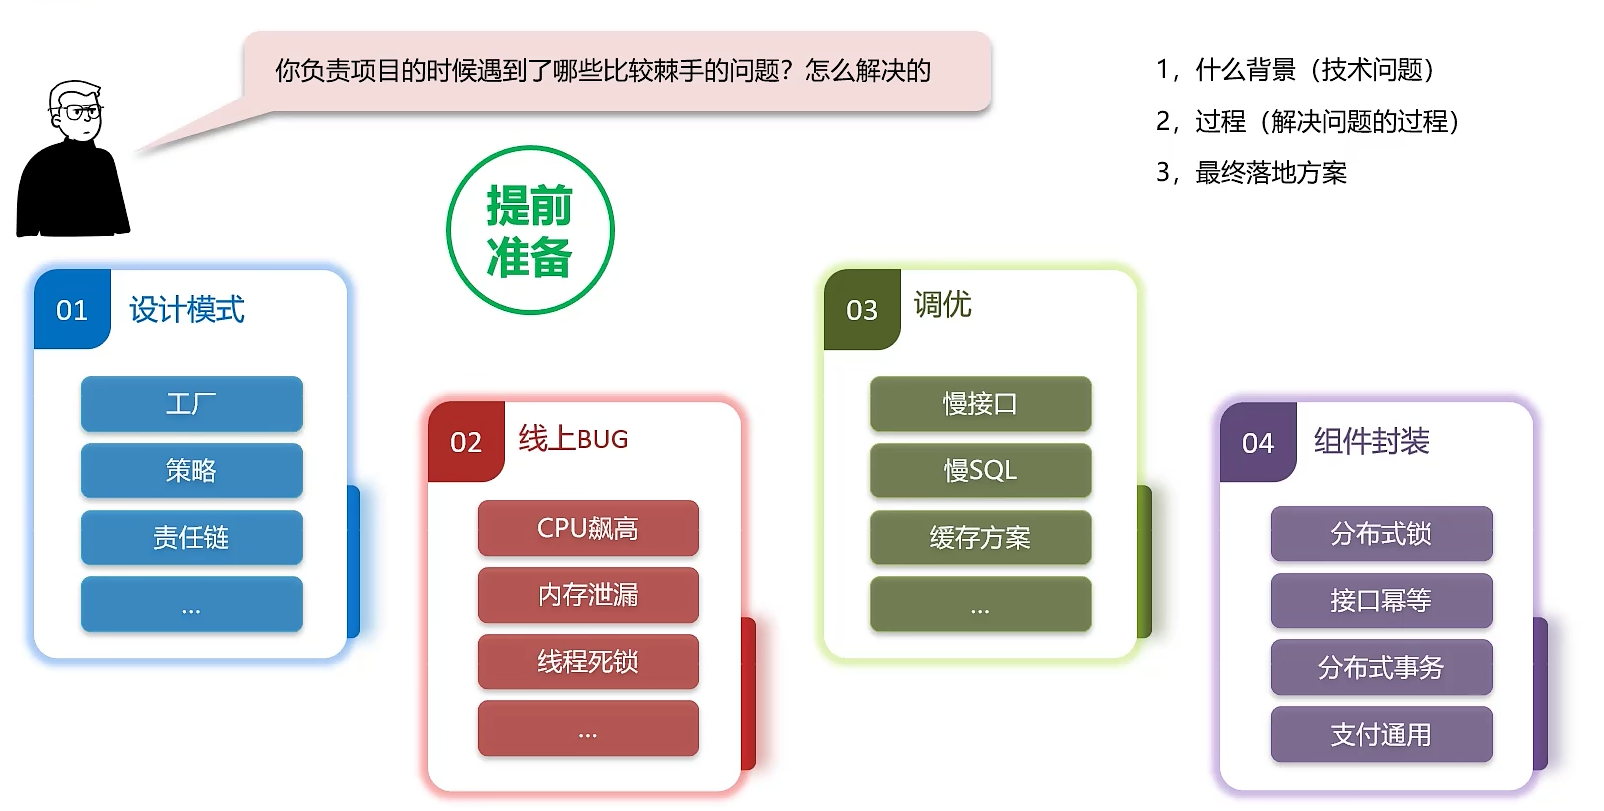 你负责项目的时候遇到了哪些比较棘手的问题？怎么解决的
1，什么背景（技术问题）
2，过程（解决问题的过程）
3，最终落地方案
提前
准备
01
设计模式
工厂
策略
责任链
...
02
线上BUG
CPU飙高
内存泄漏
线程死锁
...
03
调优
慢接口
慢SQL
缓存方案
...
04
组件封装
分布式锁
接口幂等
分布式事务
支付通用